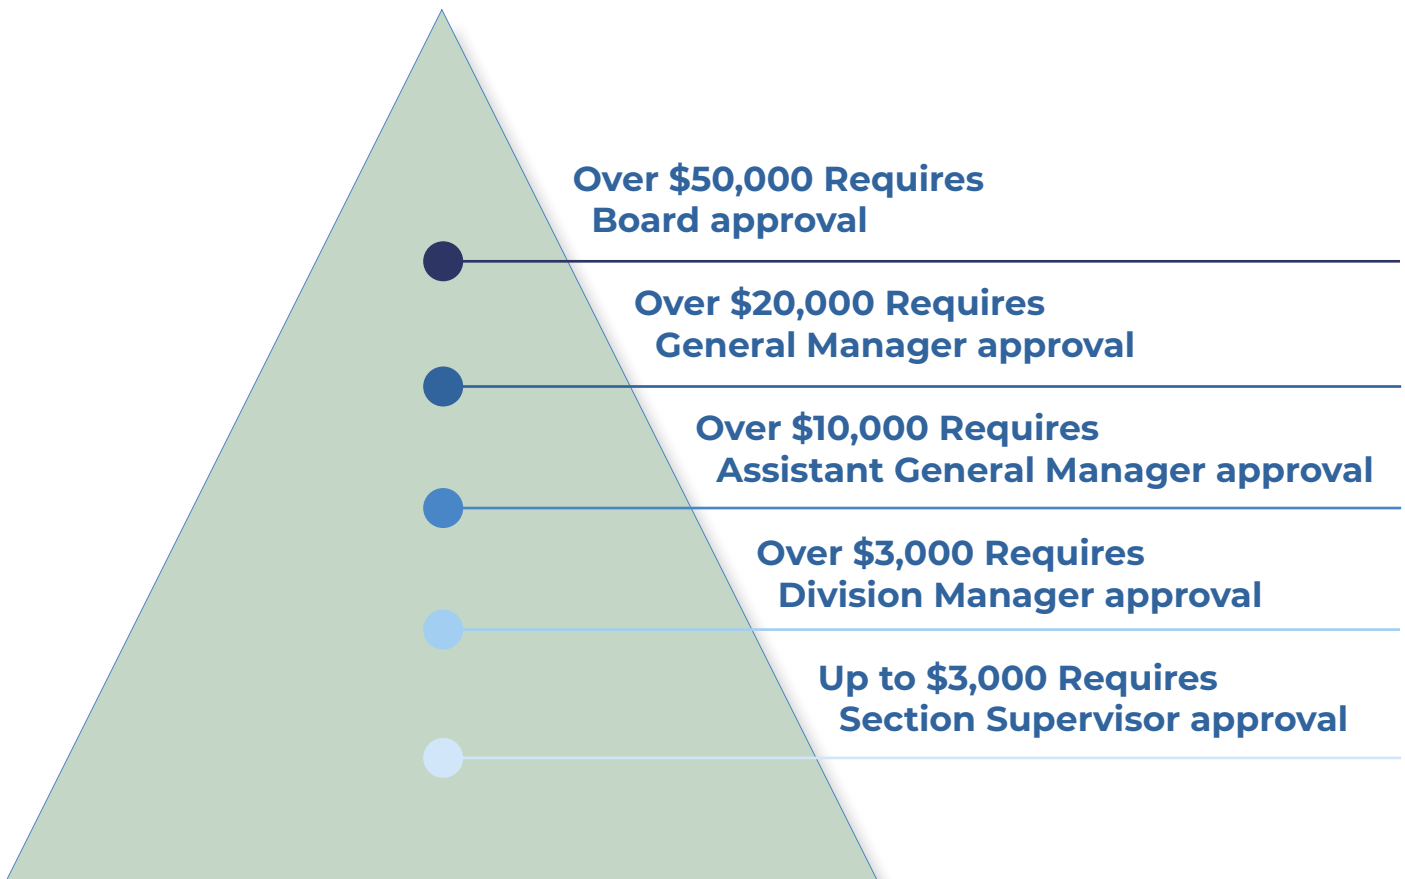 Over $50,000 Requires
Board approval
Over $20,000 Requires
General Manager approval
Over $10,000 Requires
Assistant General Manager approval
Over $3,000 Requires
Division Manager approval
Up to $3,000 Requires
Section Supervisor approval